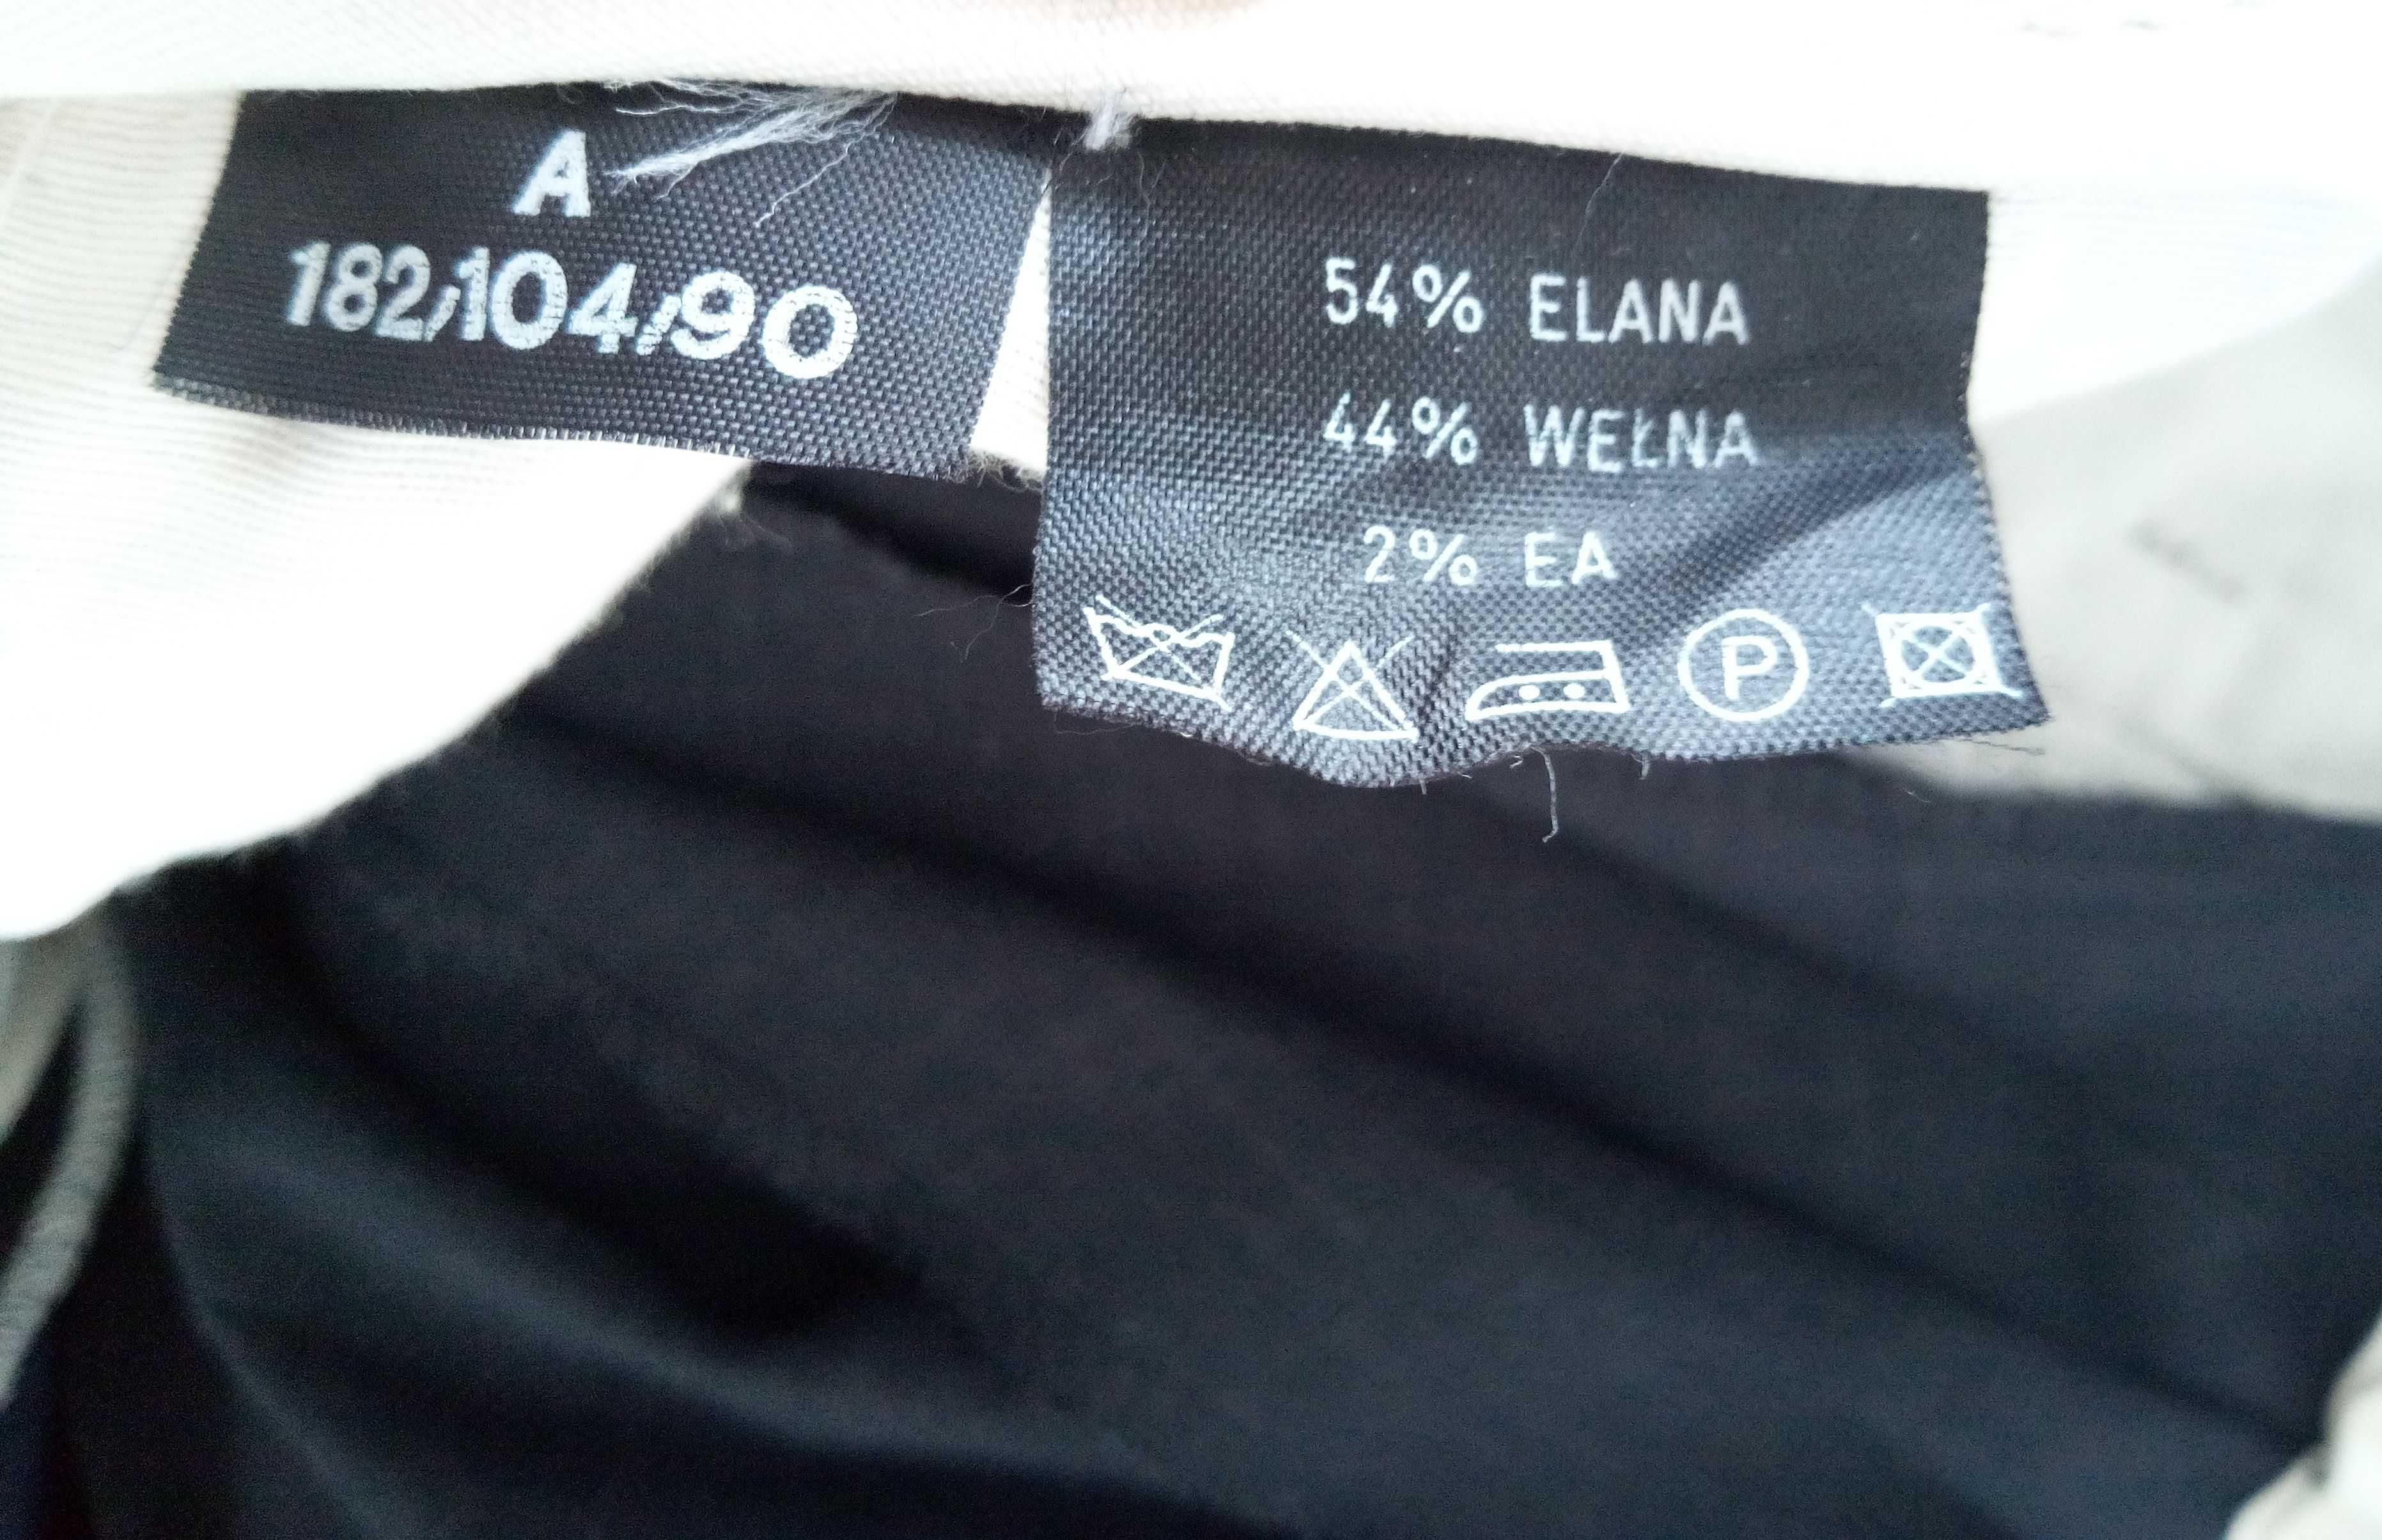 A
182/104/90
54% ELANA
44% WEŁNA
2% EA
P